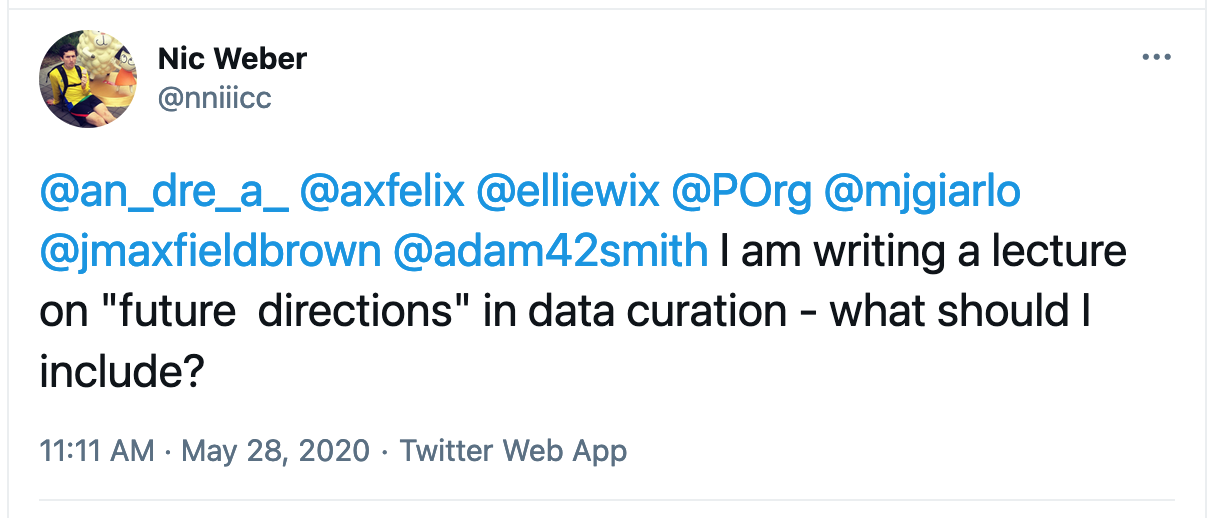 Nic Weber
@nniiicc
@an_dre_a_ @axfelix @elliewix @POrg @mjgiarlo
@jmaxfieldbrown @adam42smith I am writing a lecture
on "future  directions" in data curation - what should I
include?
11:11 AM · May 28, 2020 · Twitter Web App